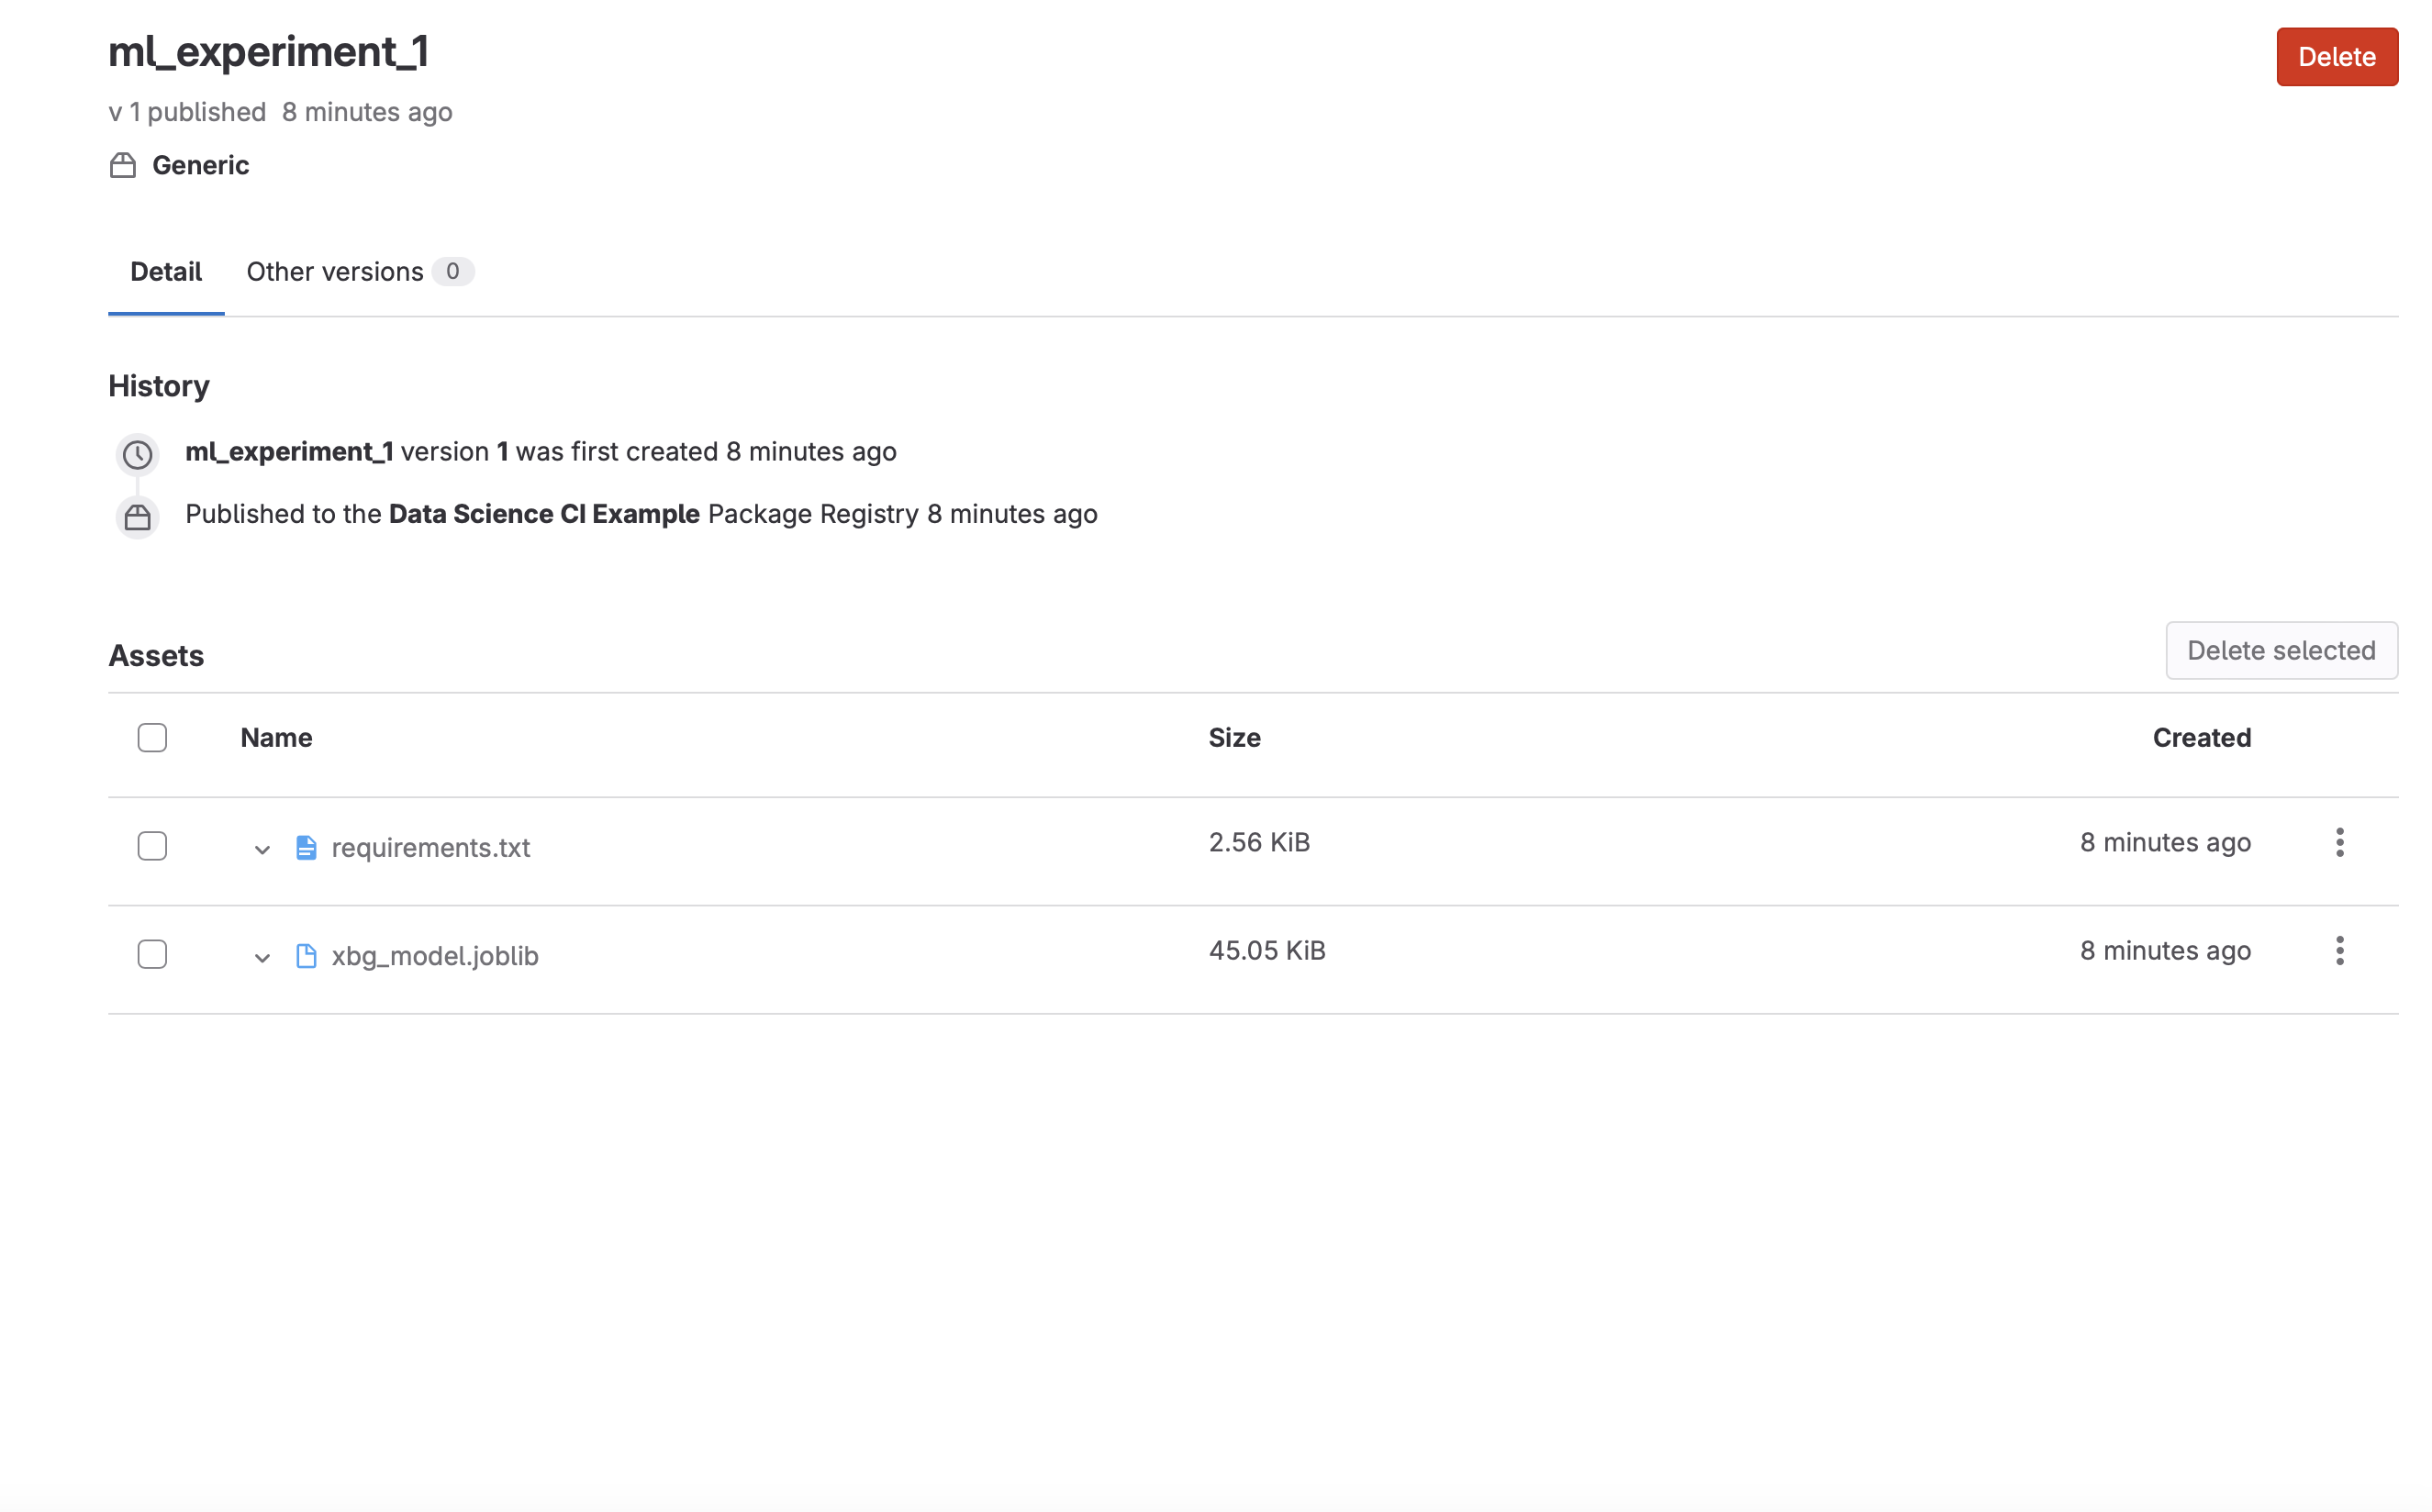 ml_experiment_1
Delete
v 1 published 8 minutes ago
Generic
Detail
Other versions 0
History
ml_experiment_1 version 1 was first created 8 minutes ago
Published to the Data Science CI Example Package Registry 8 minutes ago
Assets
Delete selected
Name Size Created
requirements.txt 2.56 KiB 8 minutes ago
xbg_model.joblib 45.05 KiB 8 minutes ago